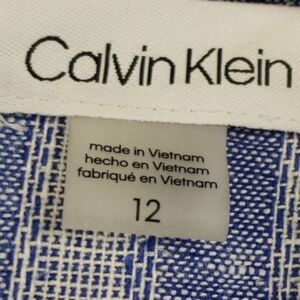 Calvin Klein
made in Vietnam
hecho en Vietnam
fabriqué en Vietnam
12